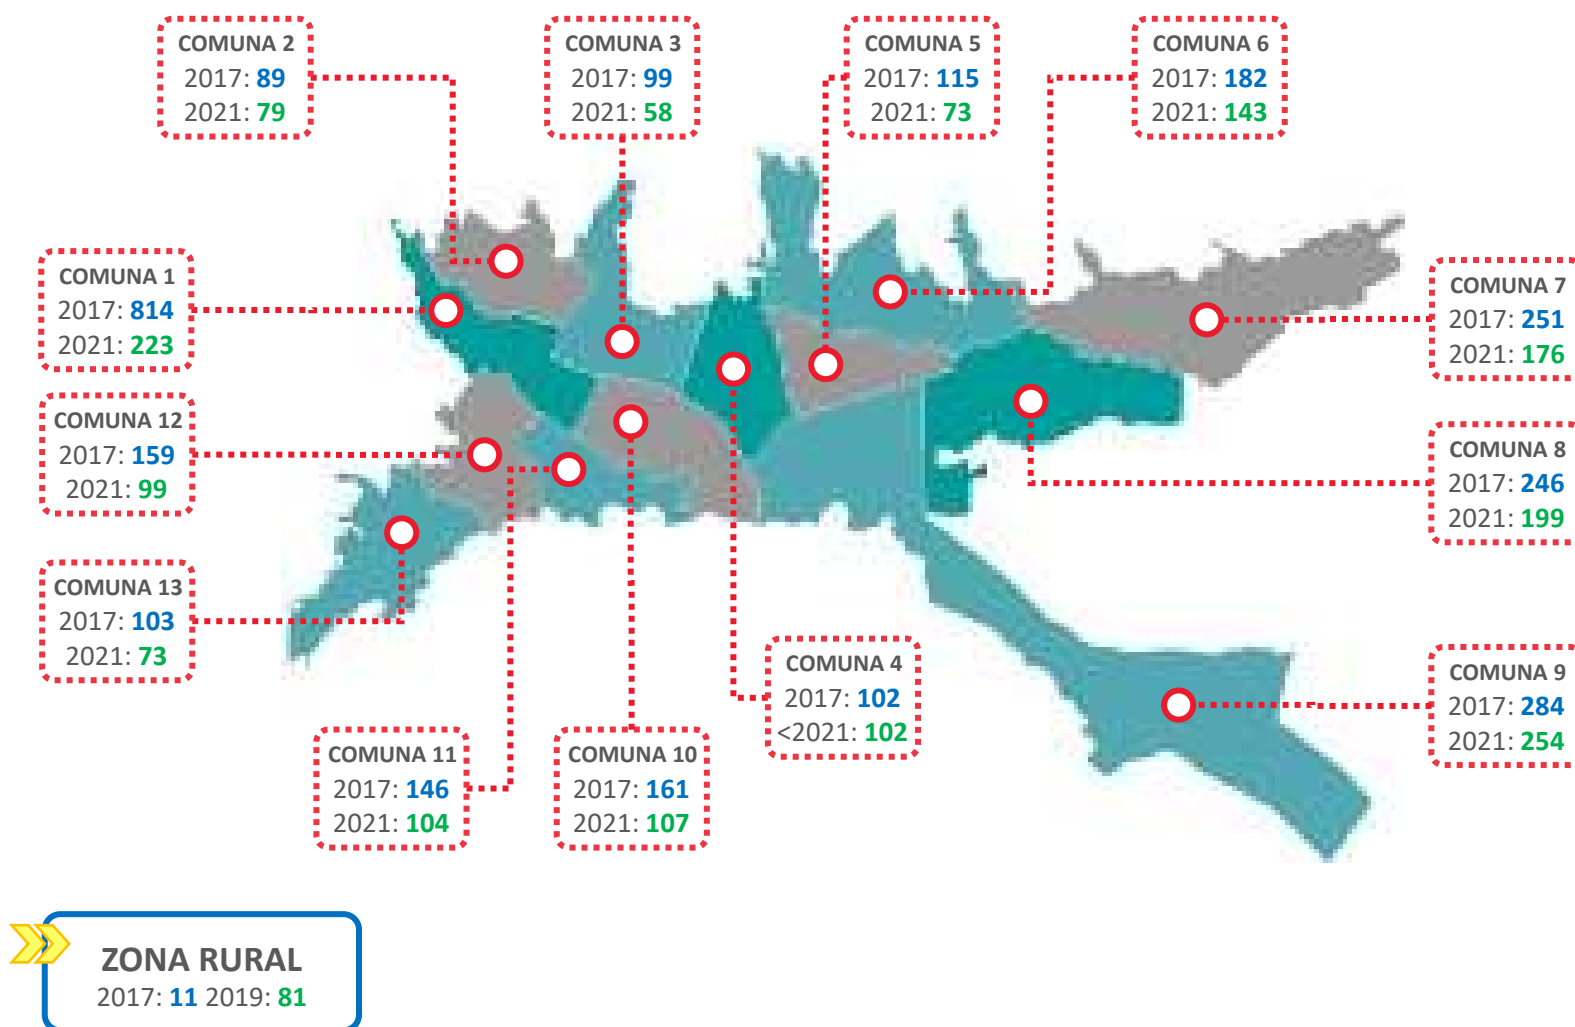 COMUNA 2
2017: 89
2021: 79
COMUNA 3
2017: 99
2021: 58
COMUNA 5
2017: 115
2021: 73
COMUNA 6
2017: 182
2021: 143
COMUNA 1
2017: 814
2021: 223
COMUNA 7
2017: 251
2021: 176
COMUNA 12
2017: 159
2021: 99
COMUNA 8
2017: 246
2021: 199
COMUNA 13
2017: 103
2021: 73
COMUNA 4
2017: 102
<2021: 102
COMUNA 9
2017: 284
2021: 254
COMUNA 11
2017: 146
2021: 104
COMUNA 10
2017: 161
2021: 107
ZONA RURAL
2017: 11 2019: 81